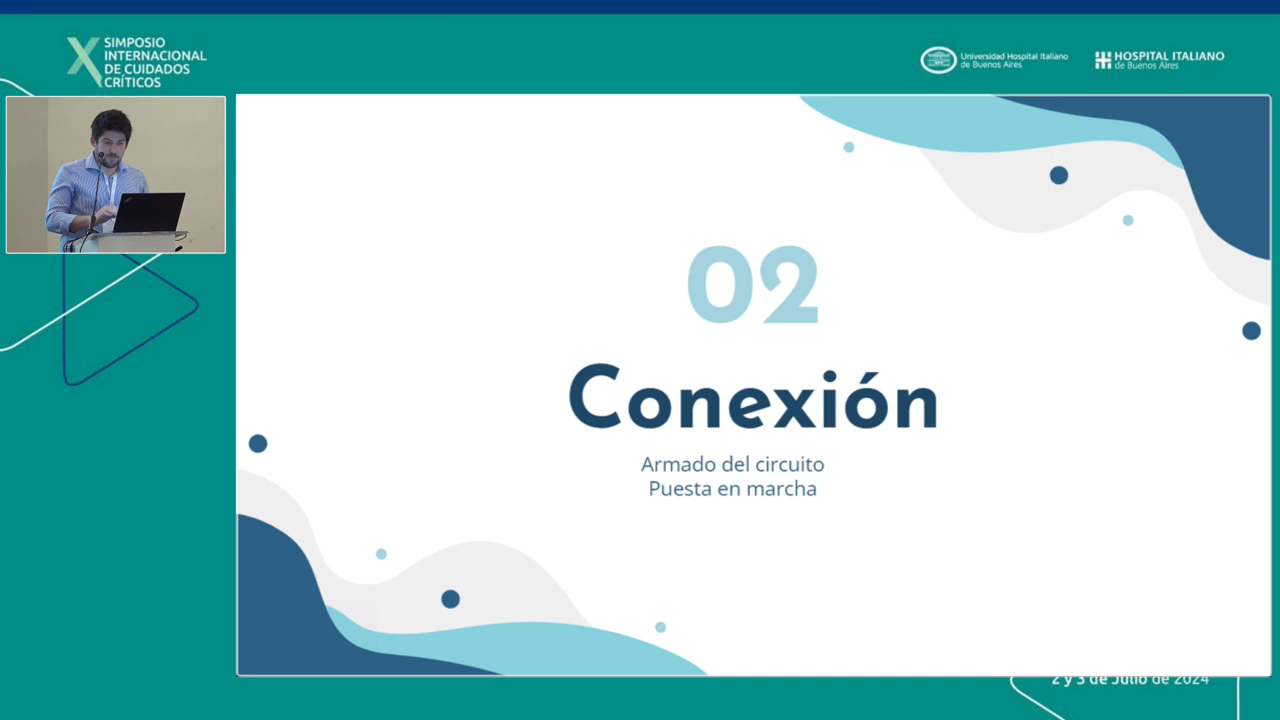 SIMPOSIO
INTERNACIONAL
DE CUIDADOS
CRÍTICOS
Universidad Hospital Italiano
de Buenos Aires
HOSPITAL ITALIANO
de Buenos Aires
02
Conexión
Armado del circuito
Puesta en marcha
2 y 3 de Julio de 2024